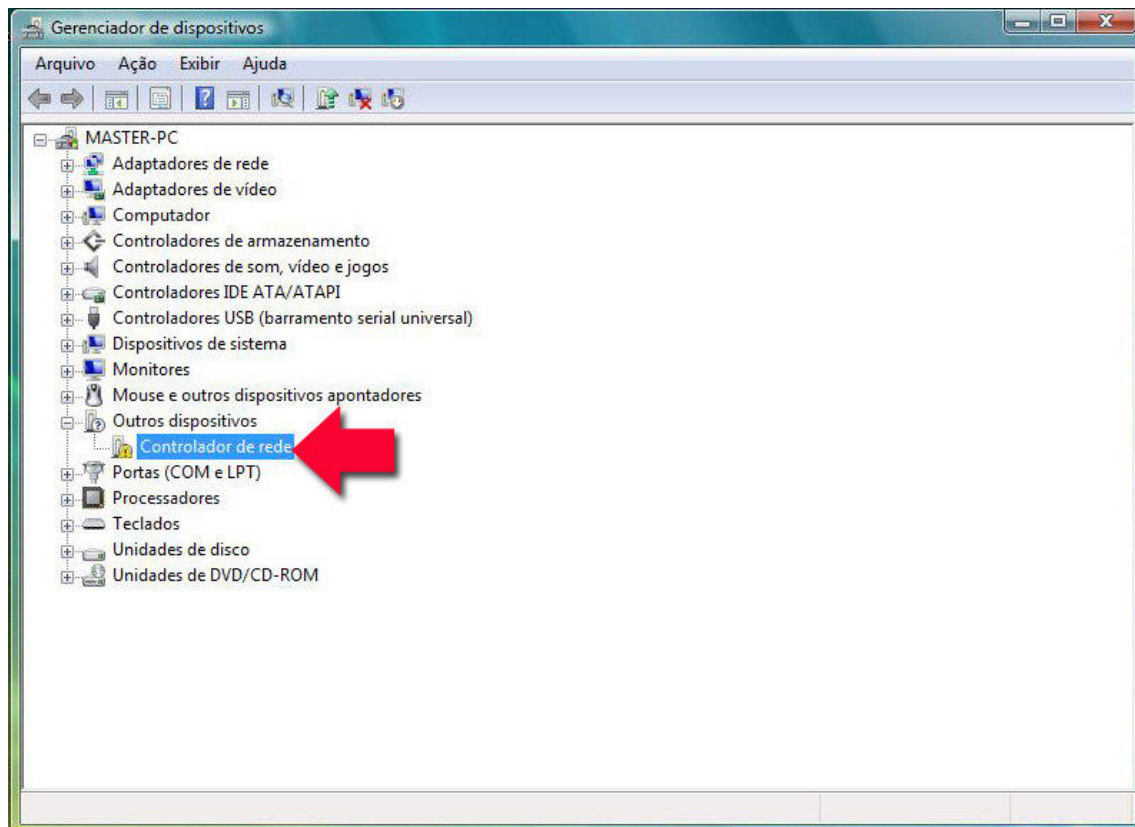 Gerenciador de dispositivos
Arquivo Ação Exibir Ajuda
MASTER-PC
Adaptadores de rede
Adaptadores de vídeo
Computador
Controladores de armazenamento
Controladores de som, vídeo e jogos
Controladores IDE ATA/ATAPI
Controladores USB (barramento serial universal)
Dispositivos de sistema
Monitores
Mouse e outros dispositivos apontadores
Outros dispositivos
Controlador de rede
Portas (COM e LPT)
Processadores
Teclados
Unidades de disco
Unidades de DVD/CD-ROM